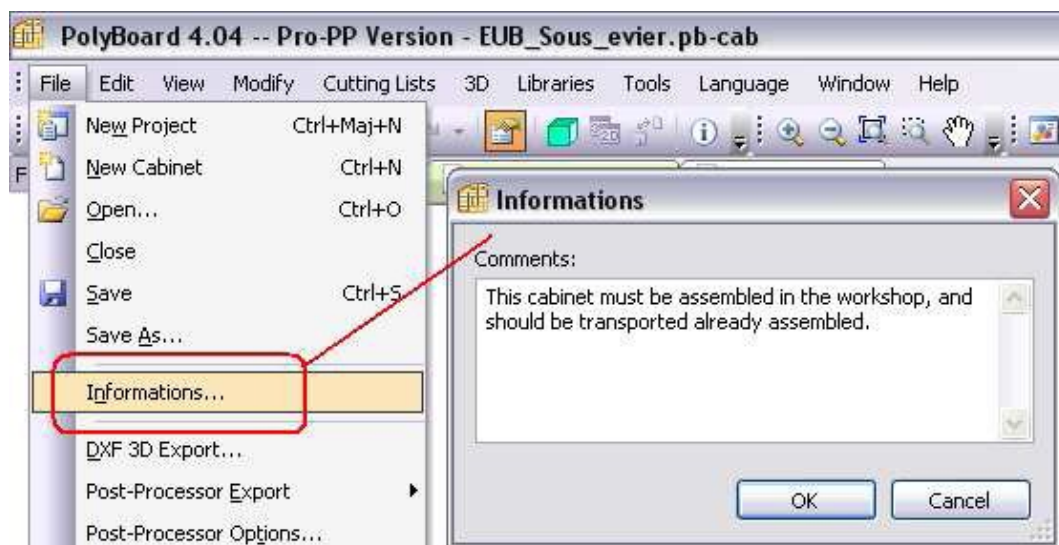 PolyBoard 4.04 -- Pro-PP Version - EUB_Sous_evier.pb-cab
File Edit View Modify Cutting Lists 3D Libraries Tools Language Window Help
New Project Ctrl+Maj+N
New Cabinet Ctrl+N
F
Open... Ctrl+O
Close
Save Ctrl+S
Save As...
Informations...
DXF 3D Export...
Post-Processor Export
Post-Processor Options...
Informations
Comments:
This cabinet must be assembled in the workshop, and
should be transported already assembled.
OK Cancel